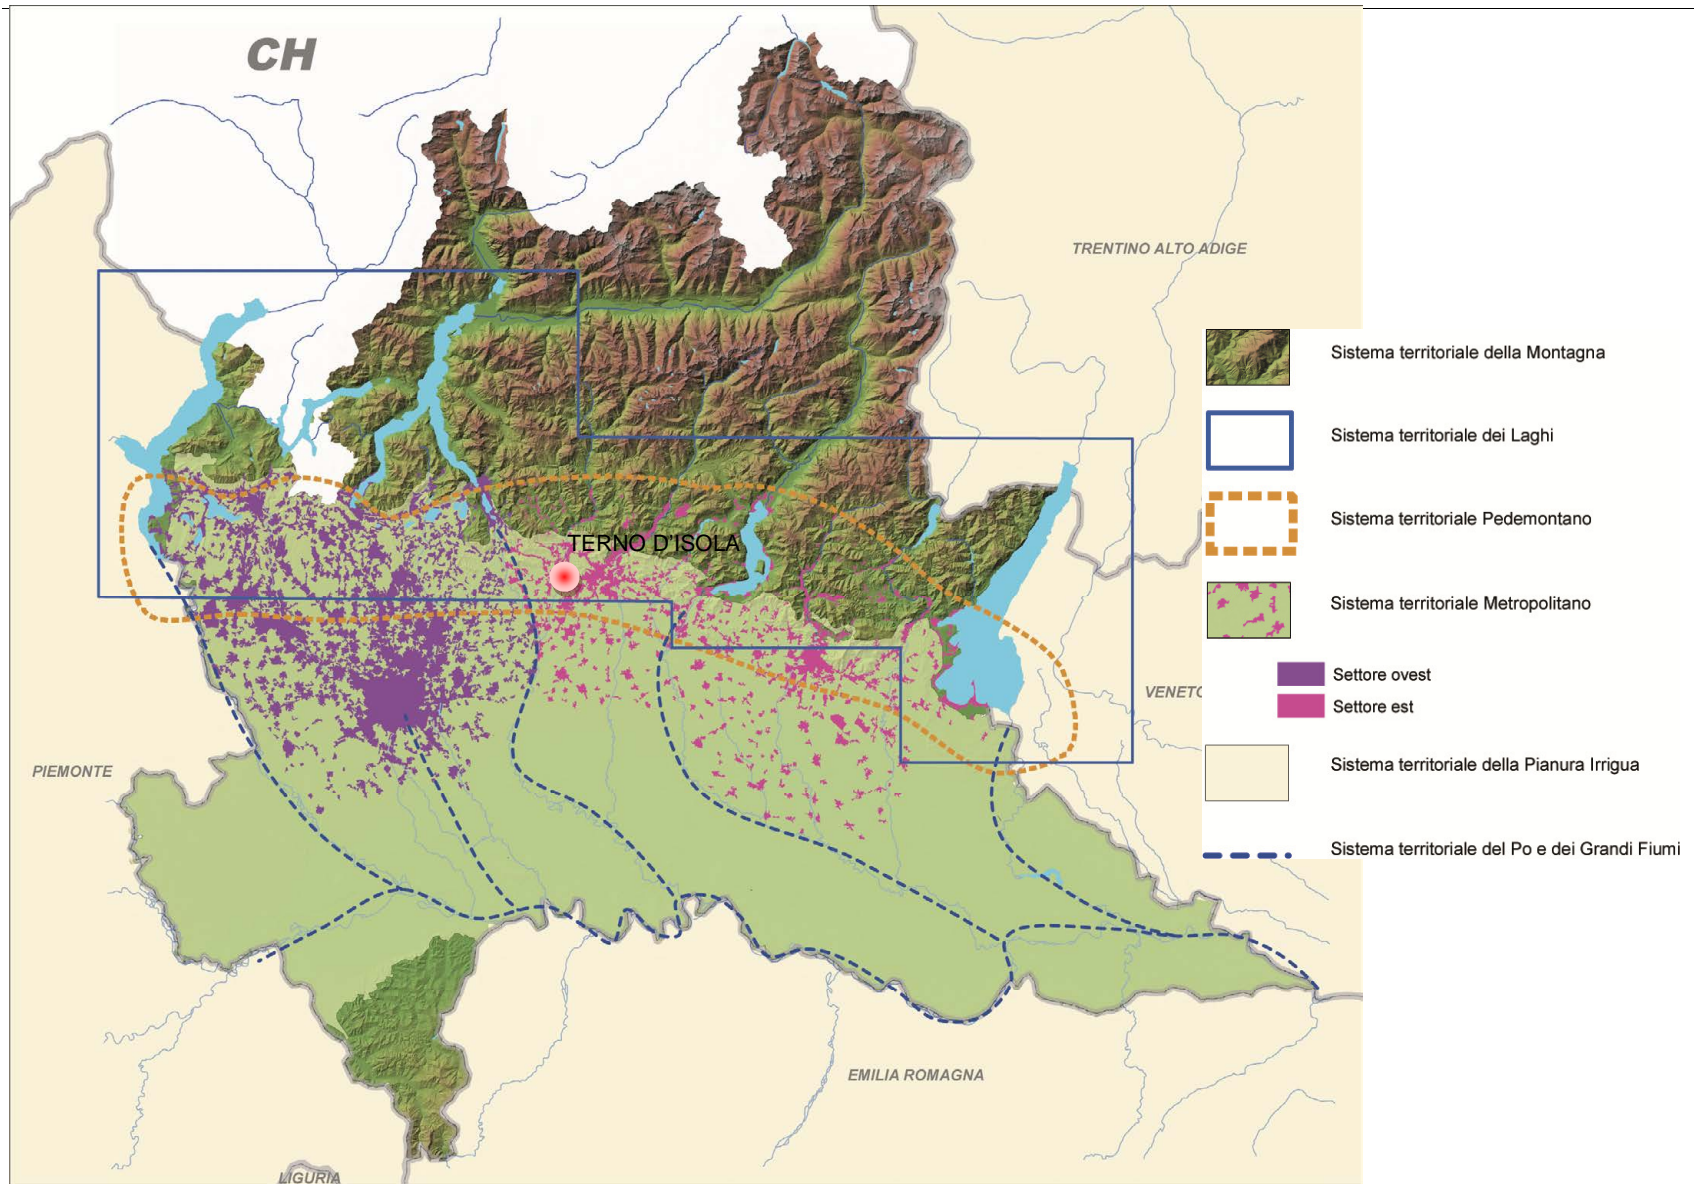 CH
TRENTINO ALTO ADIGE
Sistema territoriale della Montagna
Sistema territoriale dei Laghi
Sistema territoriale Pedemontano
TERNO D'ISOLA
Sistema territoriale Metropolitano
Settore ovest
VENETO
Settore est
PIEMONTE
Sistema territoriale della Pianura Irrigua
Sistema territoriale del Po e dei Grandi Fiumi
EMILIA ROMAGNA
LIGURIA